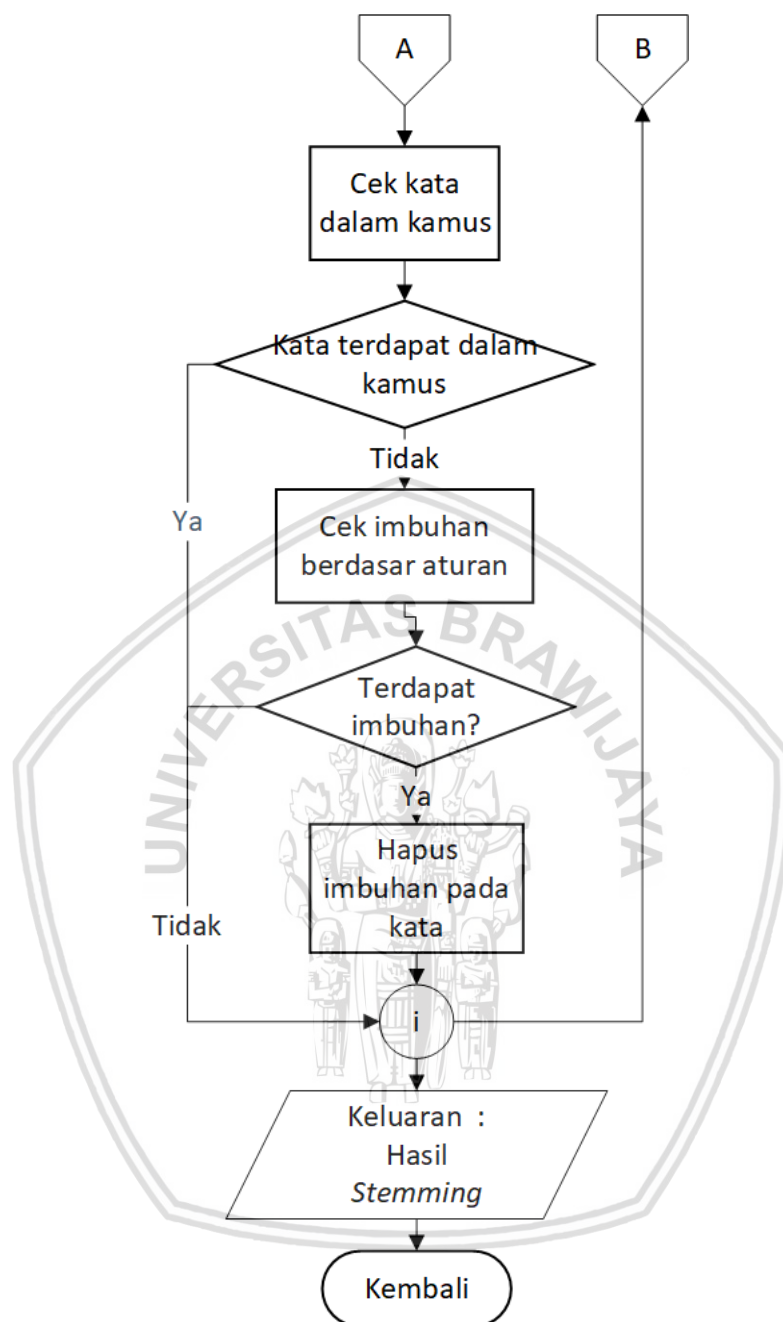 A
B
Cek kata
dalam kamus
Kata terdapat dalam
kamus
Tidak
Ya
Cek imbuhan
berdasar aturan
UNIVERSITAS BRAWIJAYA
Terdapat
imbuhan?
Ya
Hapus
imbuhan pada
kata
Tidak
i
Keluaran :
Hasil
Stemming
Kembali